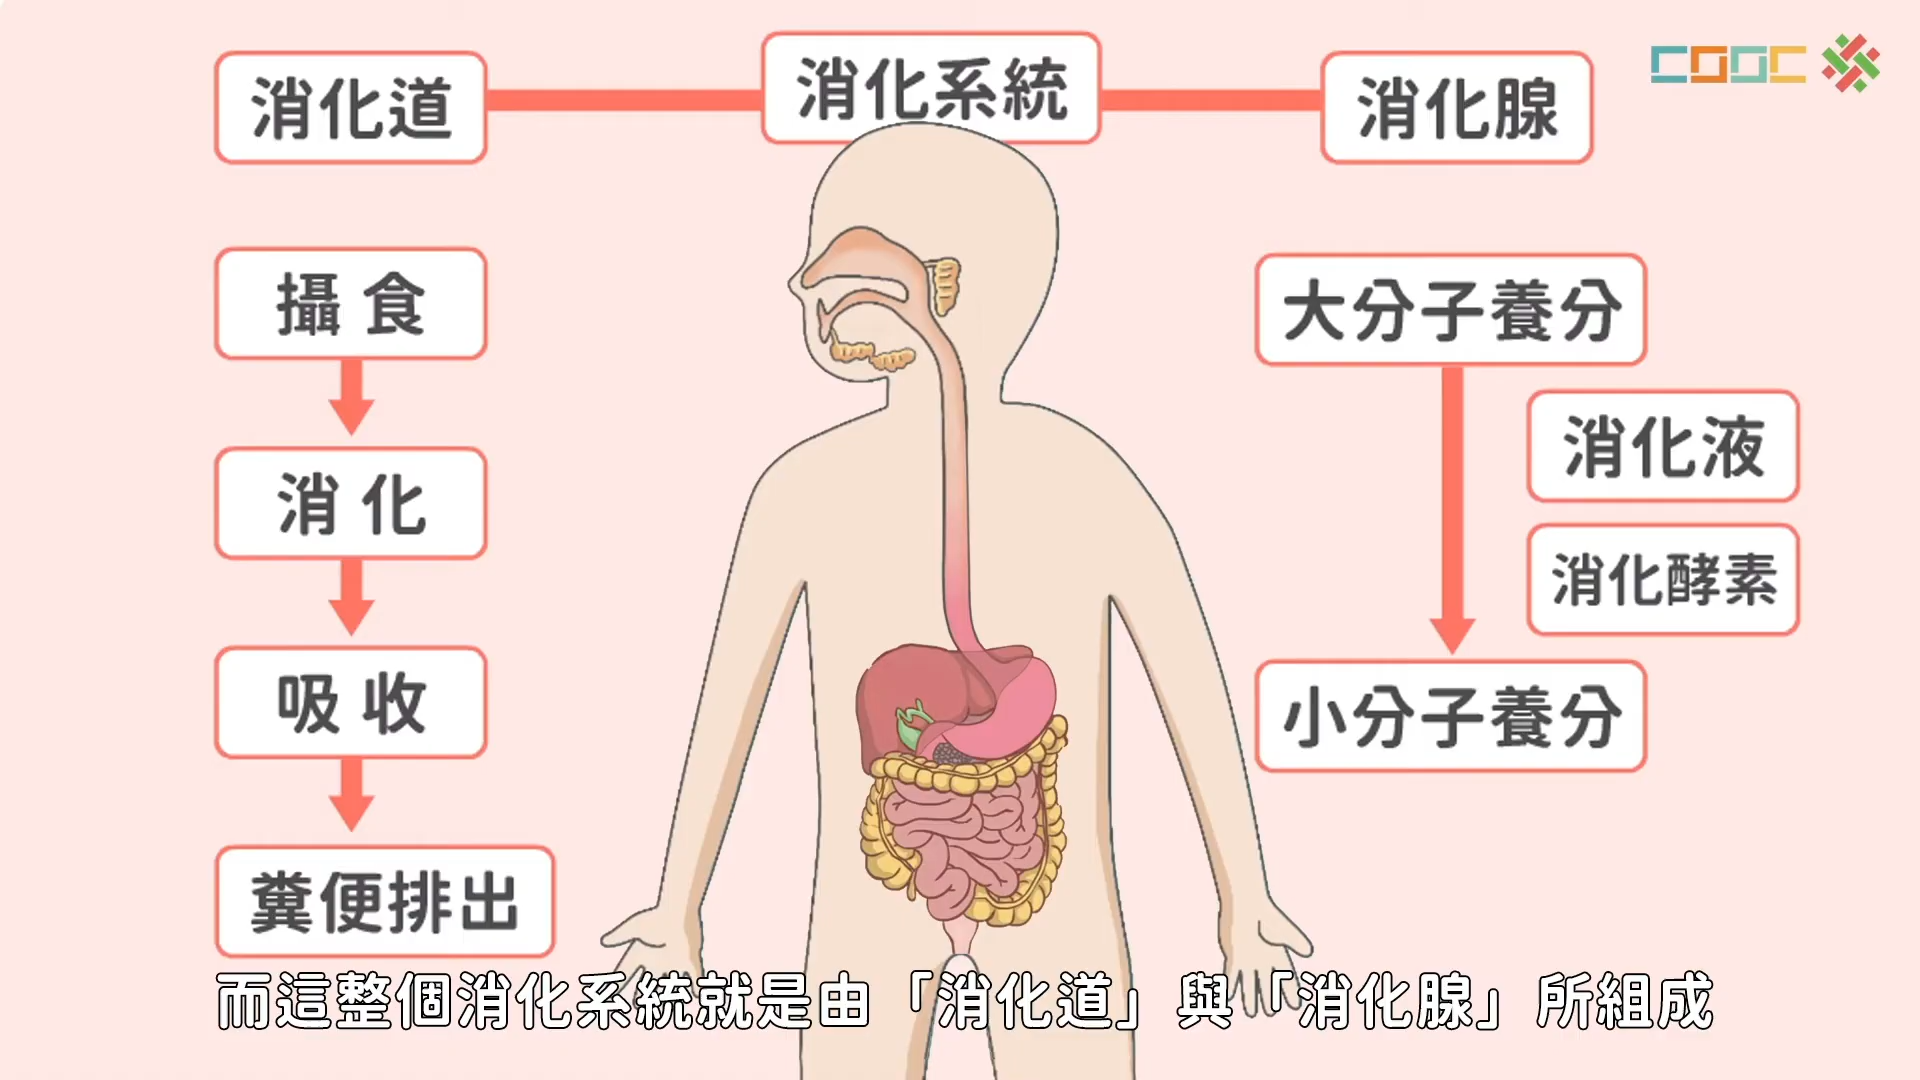 消化系統
消化道
消化腺
COOC
攝食
消化
吸收
糞便排出
大分子養分
消化液
消化酵素
小分子養分
而這整個消化系統就是由「消化道」與「消化腺」所組成